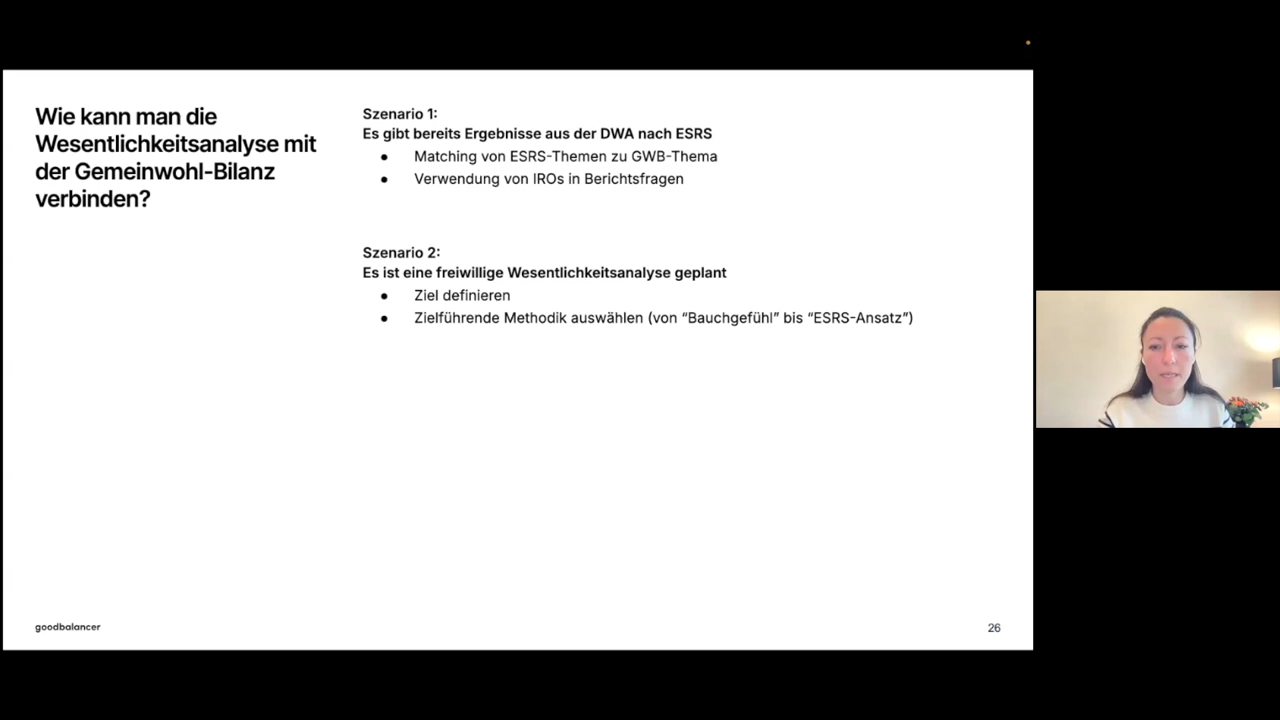 Wie kann man die
Wesentlichkeitsanalyse mit
der Gemeinwohl-Bilanz
verbinden?
Szenario 1:
Es gibt bereits Ergebnisse aus der DWA nach ESRS
● Matching von ESRS-Themen zu GWB-Thema
● Verwendung von IROs in Berichtsfragen
Szenario 2:
Es ist eine freiwillige Wesentlichkeitsanalyse geplant
● Ziel definieren
● Zielführende Methodik auswählen (von “Bauchgefühl” bis “ESRS-Ansatz”)
goodbalancer
26